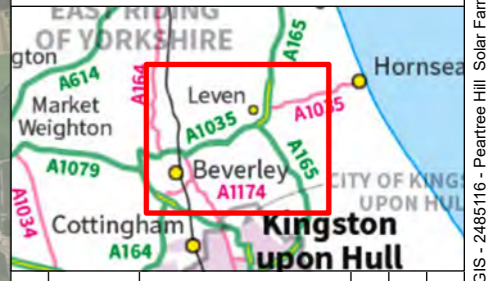 EAST RIDING
OF YORKSHIRE
A165
gton
A614
A164
Hornsea
Leven
Market
Weighton
A1035
A1035
A1079
A165
Beverley
A1174
CITY OF KINGS
UPON HUL
A1034
Cottingham
Kingston
upon Hull
A164
GIS - 2485116 - Peartree Hill Solar Farm